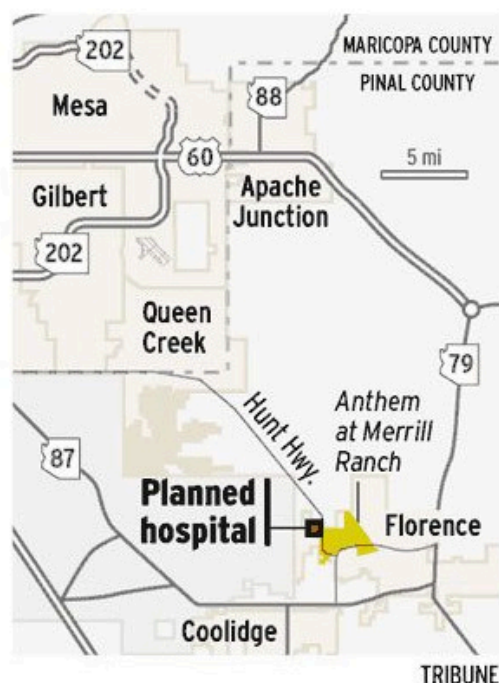 202
MARICOPA COUNTY
PINAL COUNTY
88
Mesa
60
5 mi
Gilbert
Apache
Junction
202
Queen
Creek
79
Hunt Hwy.
Anthem
at Merrill
Ranch
87
Planned
hospital
Florence
Coolidge
TRIBUNE